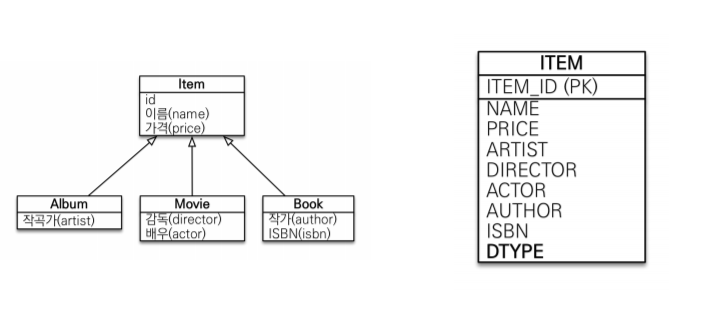 Item
id
이름(name)
가격(price)
Album
작곡가(artist)
Movie
감독(director)
배우(actor)
Book
작가(author)
ISBN(isbn)
ITEM
ITEM_ID (PK)
NAME
PRICE
ARTIST
DIRECTOR
ACTOR
AUTHOR
ISBN
DTYPE